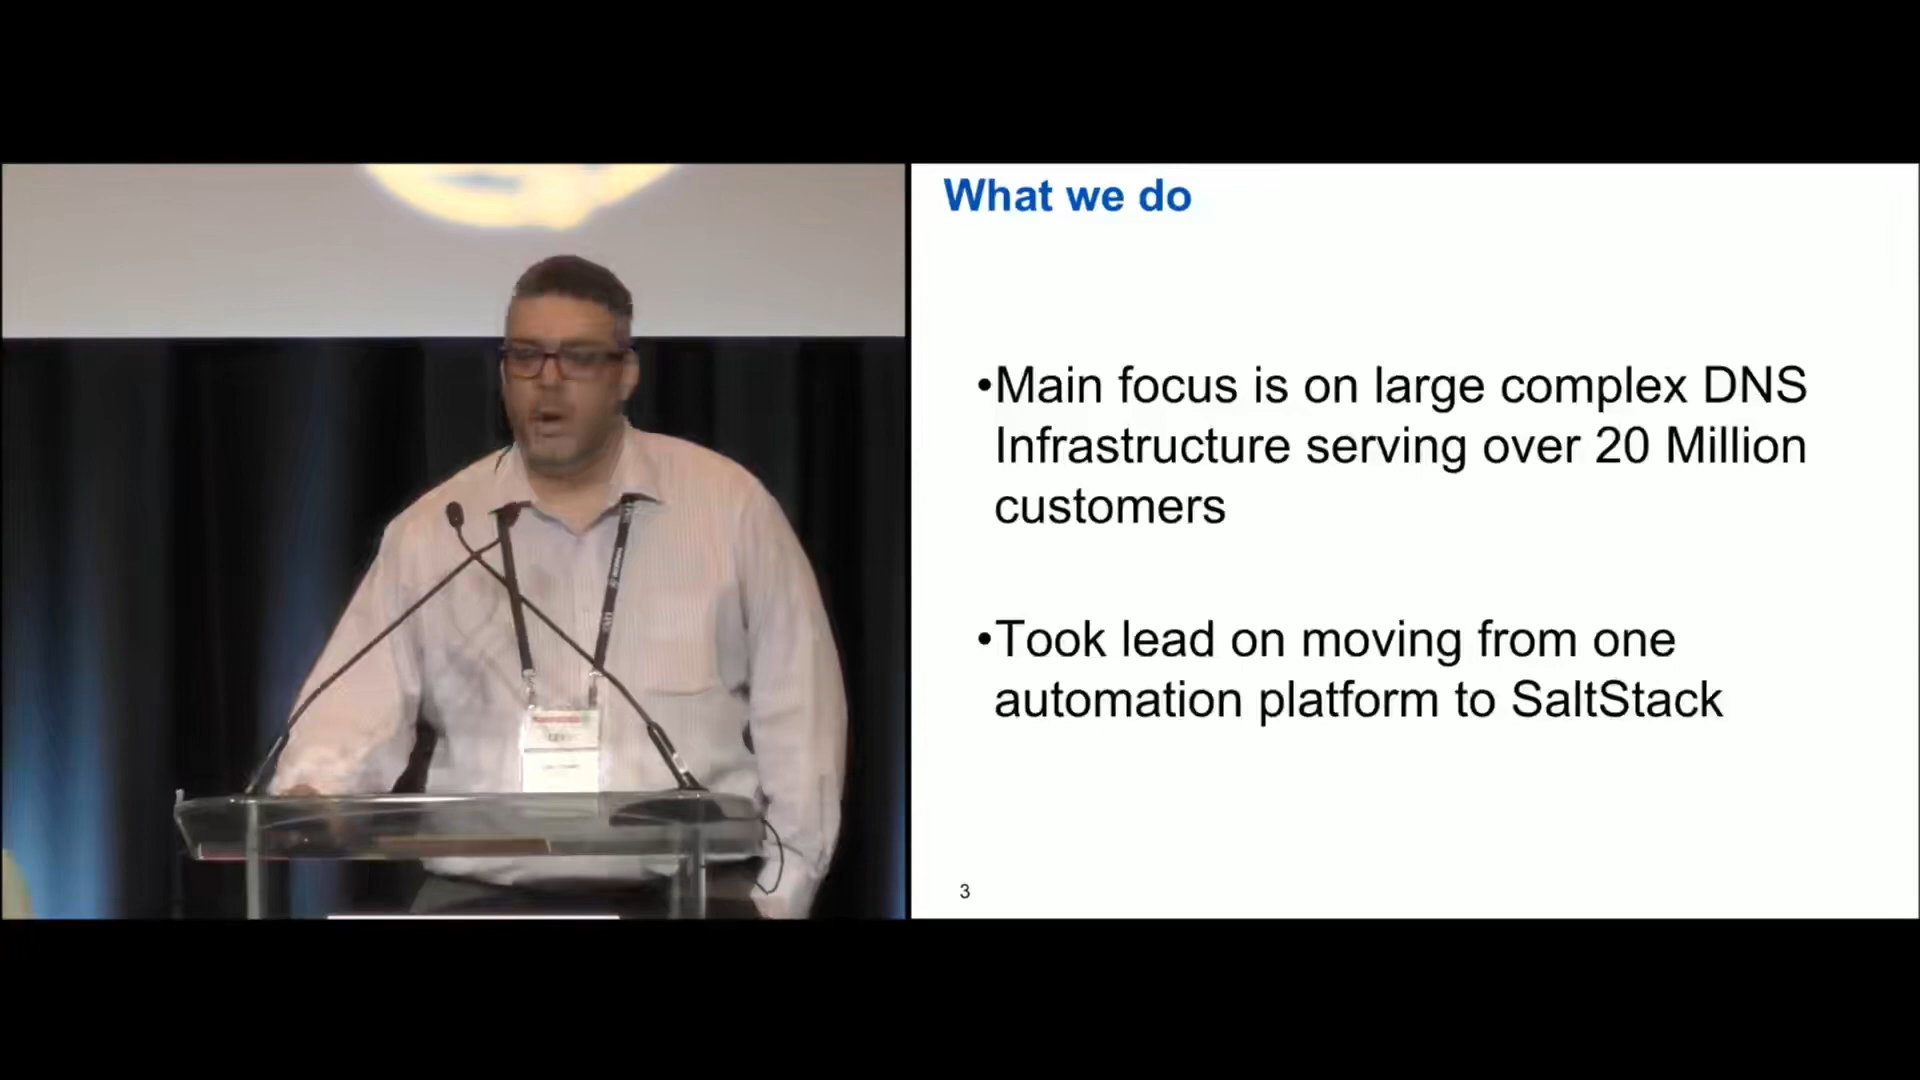 What we do
•Main focus is on large complex DNS
Infrastructure serving over 20 Million
customers
•Took lead on moving from one
automation platform to SaltStack
3